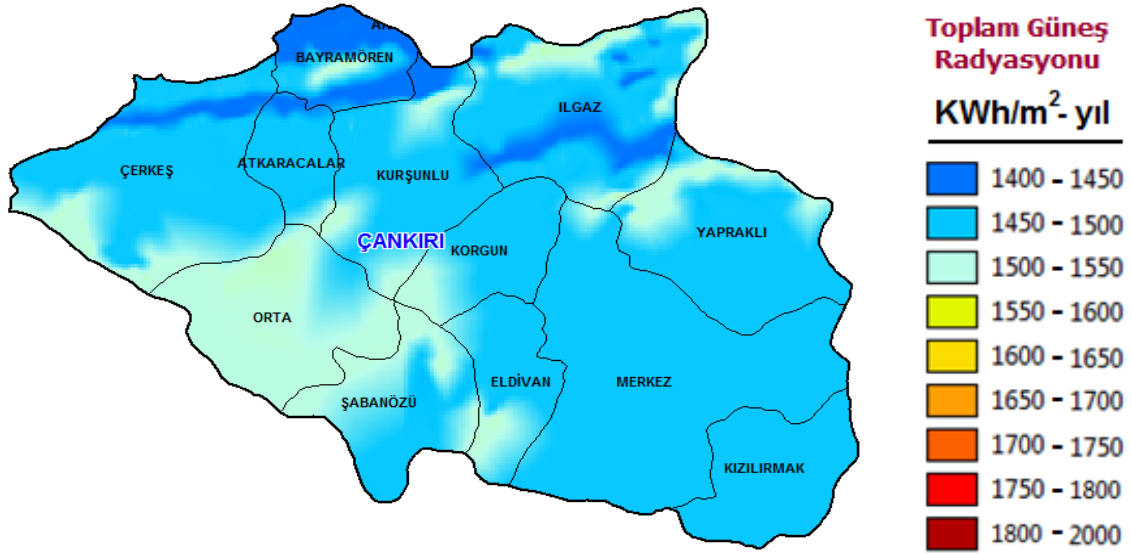 BAYRAMÖREN
ILGAZ
ÇERKEŞ
ATKARACALAR
KURŞUNLU
YAPRAKLI
ÇANKIRI
KORGUN
ORTA
ELDİVAN
MERKEZ
ŞABANÖZÜ
KIZILIRMAK
Toplam Güneş
Radyasyonu
KWh/m²- yıl
1400 - 1450
1450 - 1500
1500 - 1550
1550 - 1600
1600 - 1650
1650 - 1700
1700 - 1750
1750 - 1800
1800 - 2000